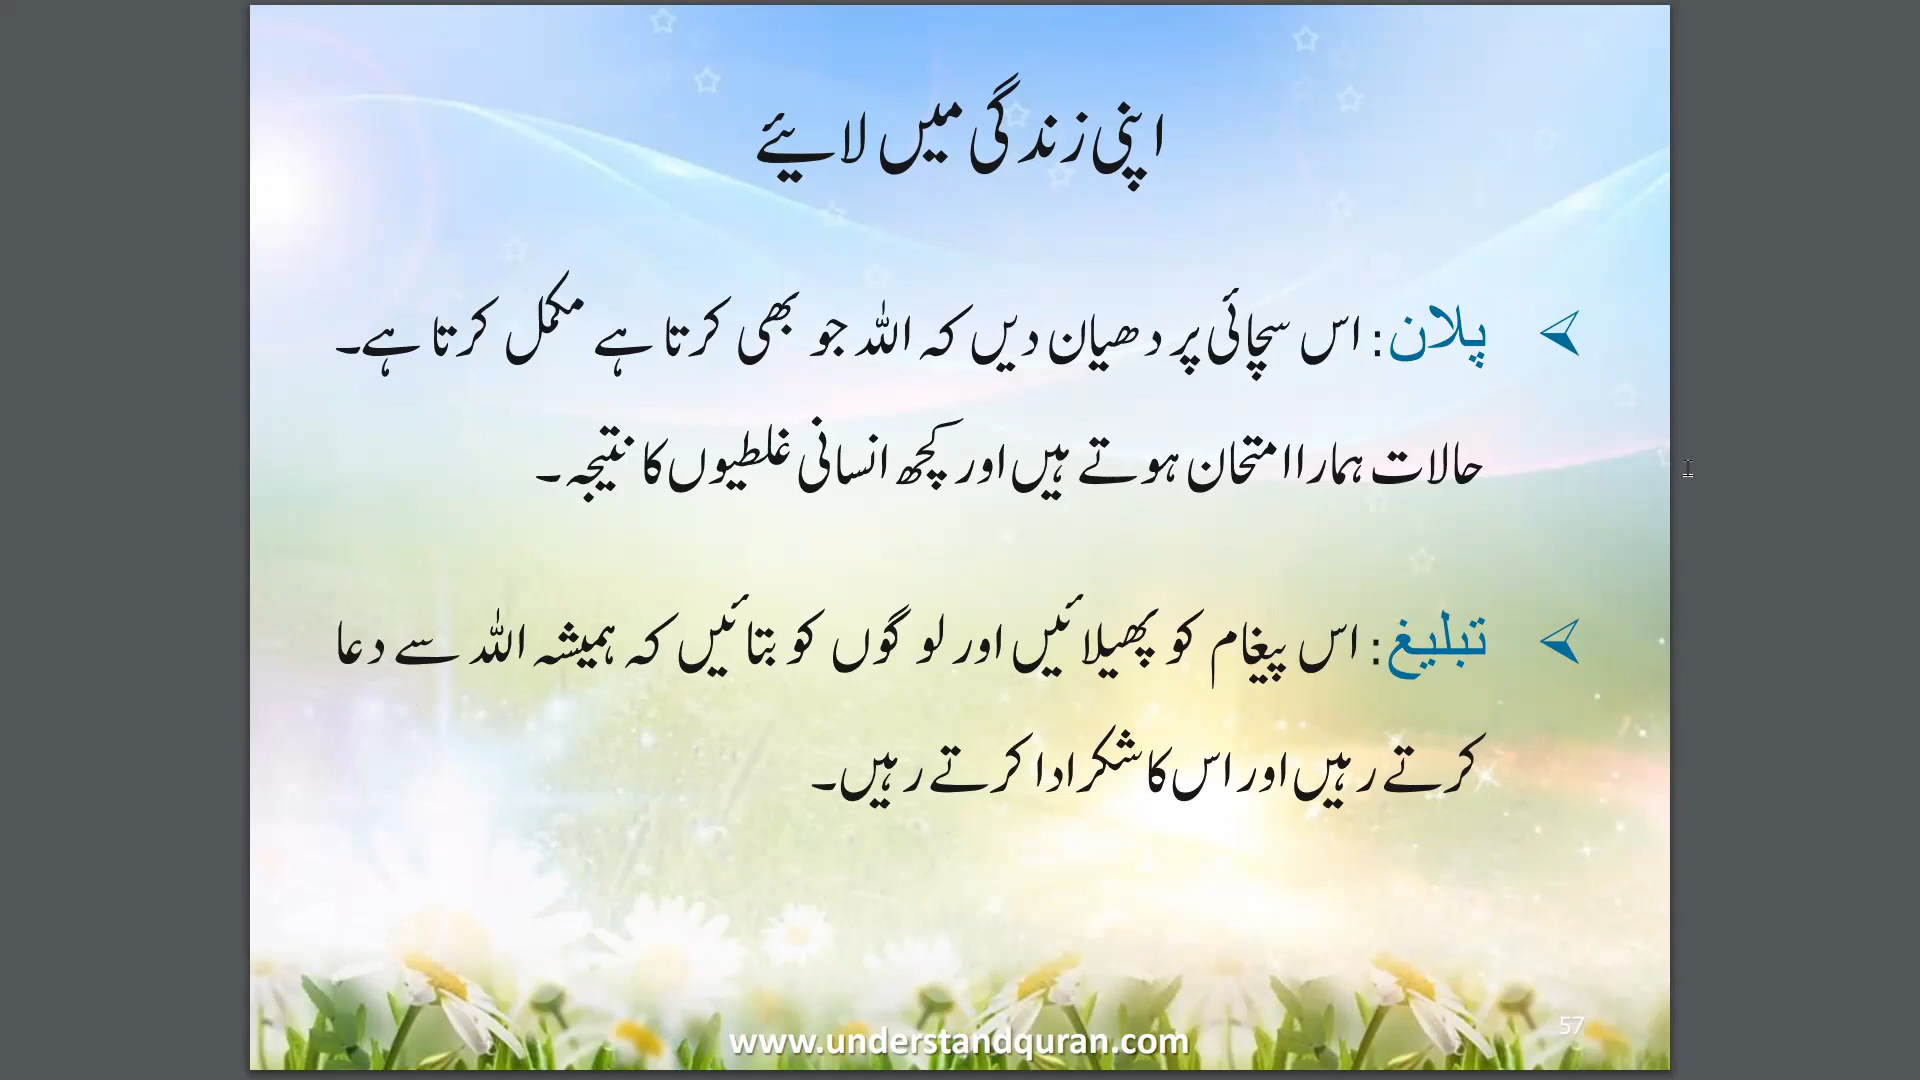 اپنی زندگی میں لایئے
پلان: اس سچائی پر دھیان دیں کہ اللہ جو بھی کرتا ہے مکمل کرتا ہے۔
حالات ہمارا امتحان ہوتے ہیں اور کچھ انسانی غلطیوں کا نتیجہ۔
تبلیغ: اس پیغام کو پھیلائیں اور لوگوں کو بتائیں کہ ہمیشہ اللہ سے دعا
کرتے رہیں اور اس کا شکر ادا کرتے رہیں۔
57
www.understandquran.com